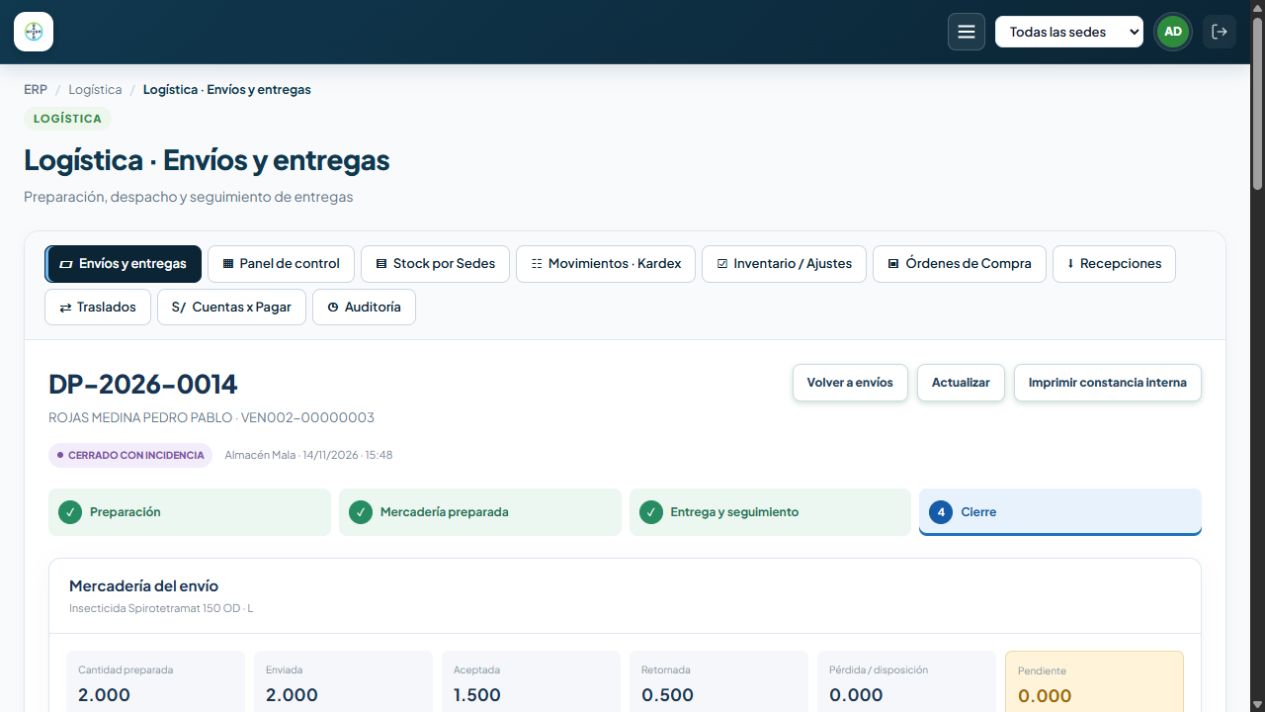 Todas las sedes
AD
ERP / Logística / Logística · Envíos y entregas
LOGÍSTICA
Logística · Envíos y entregas
Preparación, despacho y seguimiento de entregas
Envíos y entregas
Panel de control
Stock por Sedes
Movimientos · Kardex
Inventario / Ajustes
Órdenes de Compra
Recepciones
Traslados
S/ Cuentas x Pagar
Auditoría
DP-2026-0014
Volver a envíos
Actualizar
Imprimir constancia interna
ROJAS MEDINA PEDRO PABLO · VEN002-00000003
CERRADO CON INCIDENCIA
Almacén Mala · 14/11/2026 · 15:48
Preparación
Mercadería preparada
Entrega y seguimiento
4 Cierre
Mercadería del envío
Insecticida Spirotetramat 150 OD · L
Cantidad preparada
2.000
Enviada
2.000
Aceptada
1.500
Retornada
0.500
Pérdida / disposición
0.000
Pendiente
0.000